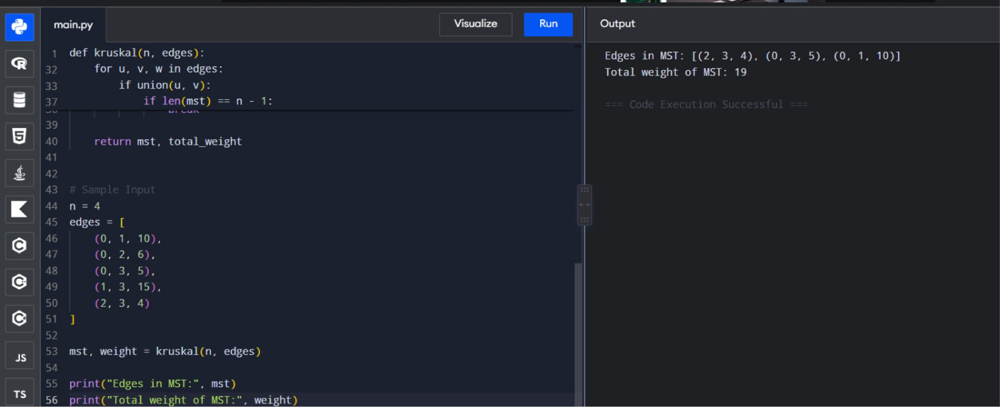 main.py
Visualize
Run
Output
1 def kruskal(n, edges):
32 for u, v, w in edges:
33 if union(u, v):
37 if len(mst) == n - 1:
38 break
39
40 return mst, total_weight
41
42
43 # Sample Input
44 n = 4
45 edges = [
46 (0, 1, 10),
47 (0, 2, 6),
48 (0, 3, 5),
49 (1, 3, 15),
50 (2, 3, 4)
51 ]
52
53 mst, weight = kruskal(n, edges)
54
55 print("Edges in MST:", mst)
56 print("Total weight of MST:", weight)
Edges in MST: [(2, 3, 4), (0, 3, 5), (0, 1, 10)]
Total weight of MST: 19
=== Code Execution Successful ===
R
5
C
C
C
JS
TS